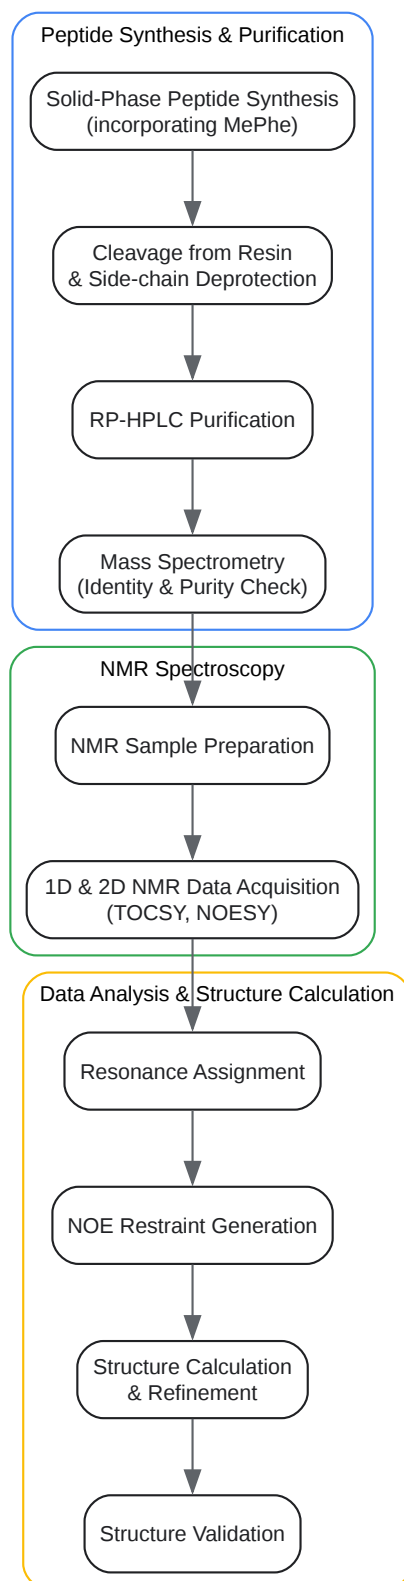 Peptide Synthesis & Purification
Solid-Phase Peptide Synthesis
(incorporating MePhe)
Cleavage from Resin
& Side-chain Deprotection
RP-HPLC Purification
Mass Spectrometry
(Identity & Purity Check)
NMR Spectroscopy
NMR Sample Preparation
1D & 2D NMR Data Acquisition
(TOCSY, NOESY)
Data Analysis & Structure Calculation
Resonance Assignment
NOE Restraint Generation
Structure Calculation
& Refinement
Structure Validation